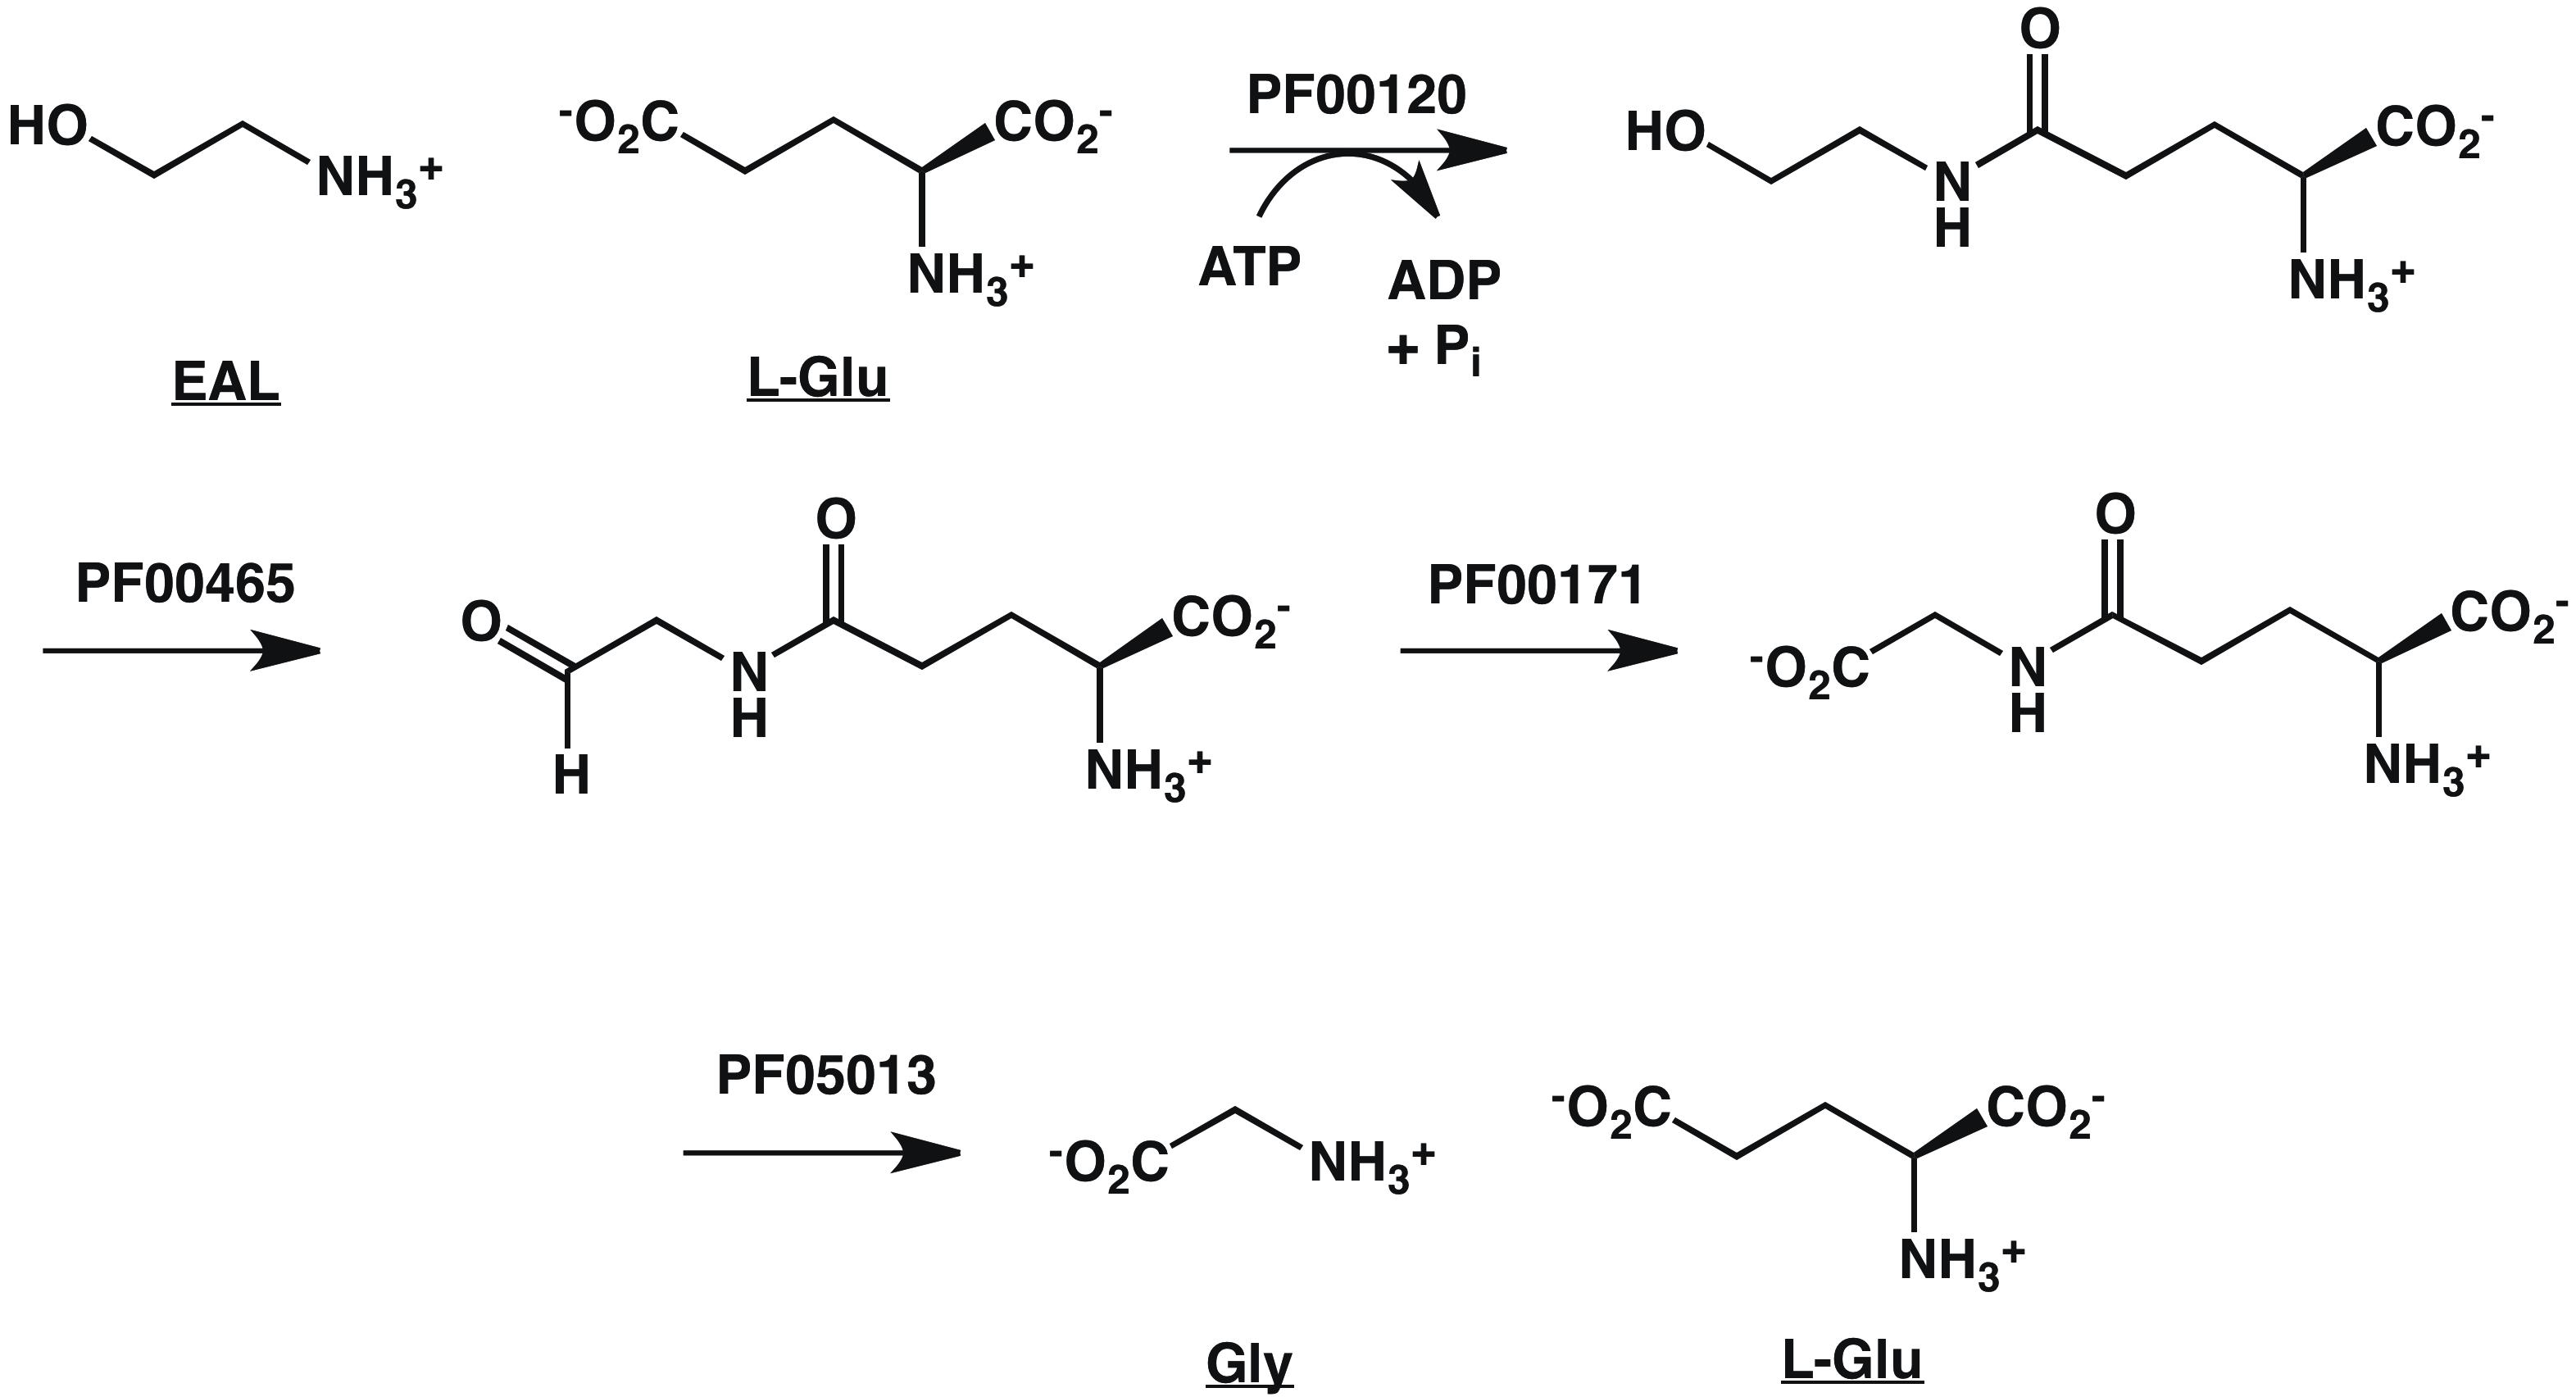 HO
NH₃⁺
EAL
⁻O₂C
CO₂⁻
NH₃⁺
L-Glu
PF00120
ATP
ADP
+ Pᵢ
O
HO
N
H
CO₂⁻
NH₃⁺
PF00465
O
H
O
N
H
CO₂⁻
NH₃⁺
PF00171
⁻O₂C
O
N
H
CO₂⁻
NH₃⁺
PF05013
⁻O₂C
NH₃⁺
Gly
⁻O₂C
CO₂⁻
NH₃⁺
L-Glu